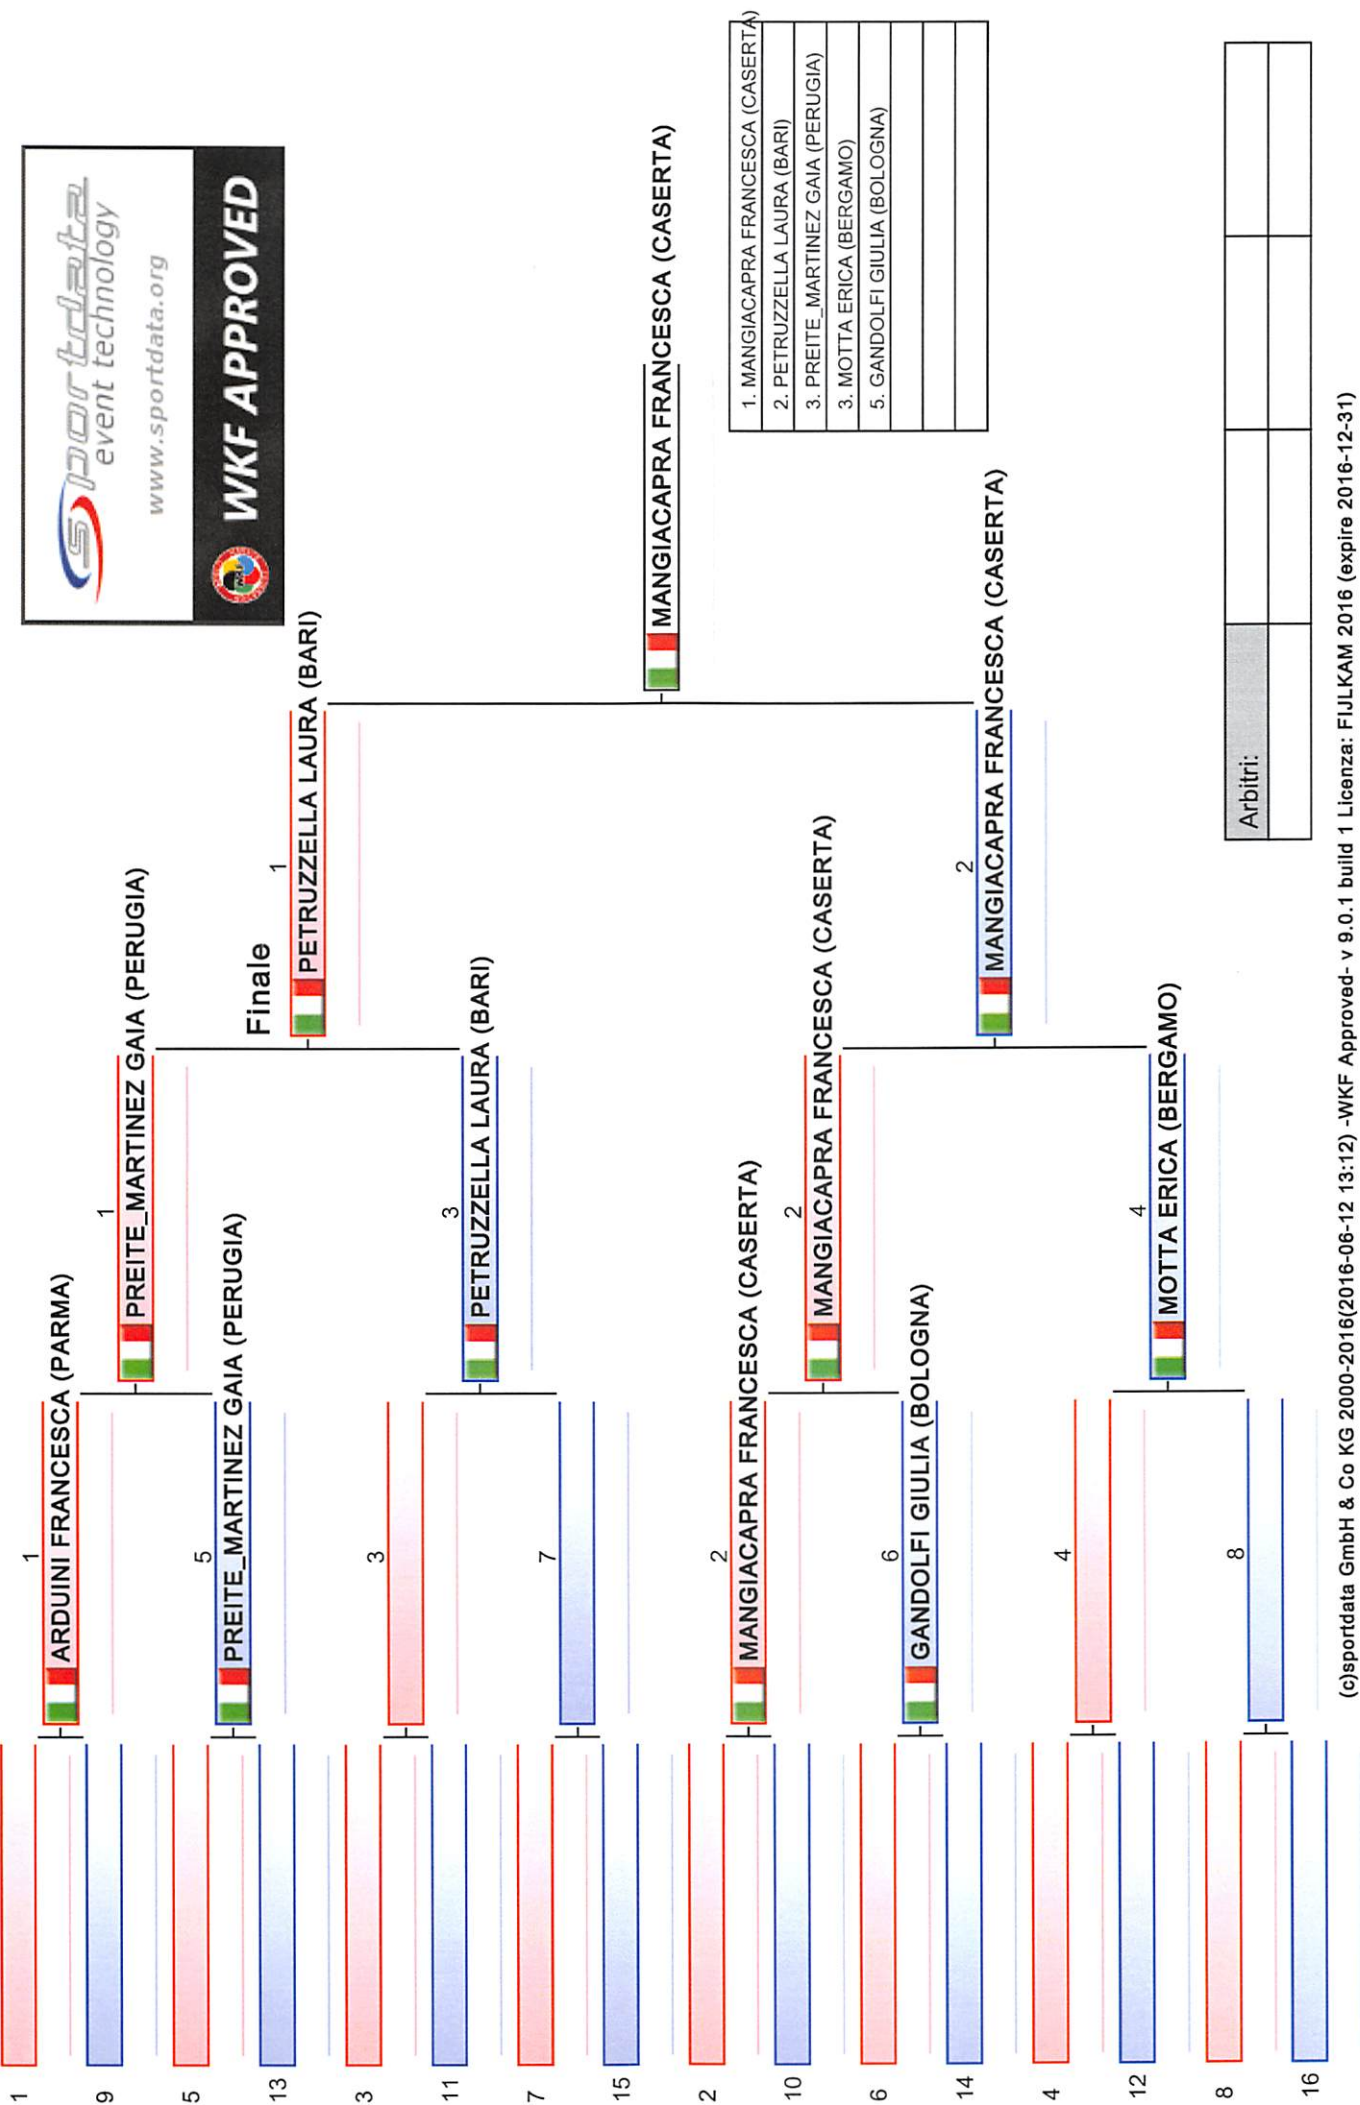 sportdata
event technology
www.sportdata.org
WKF APPROVED
1
9
5
13
3
11
7
15
2
10
6
14
4
12
8
16
1
ARDUINI FRANCESCA (PARMA)
5
PREITE_MARTINEZ GAIA (PERUGIA)
3
7
2
MANGIACAPRA FRANCESCA (CASERTA)
6
GANDOLFI GIULIA (BOLOGNA)
4
8
1
PREITE_MARTINEZ GAIA (PERUGIA)
3
PETRUZZELLA LAURA (BARI)
2
MANGIACAPRA FRANCESCA (CASERTA)
4
MOTTA ERICA (BERGAMO)
Finale
1
PETRUZZELLA LAURA (BARI)
2
MANGIACAPRA FRANCESCA (CASERTA)
MANGIACAPRA FRANCESCA (CASERTA)
1. MANGIACAPRA FRANCESCA (CASERTA)
2. PETRUZZELLA LAURA (BARI)
3. PREITE_MARTINEZ GAIA (PERUGIA)
3. MOTTA ERICA (BERGAMO)
5. GANDOLFI GIULIA (BOLOGNA)
Arbitri:
(c)sportdata GmbH & Co KG 2000-2016(2016-06-12 13:12) -WKF Approved- v 9.0.1 build 1 Licenza: FIJLKAM 2016 (expire 2016-12-31)